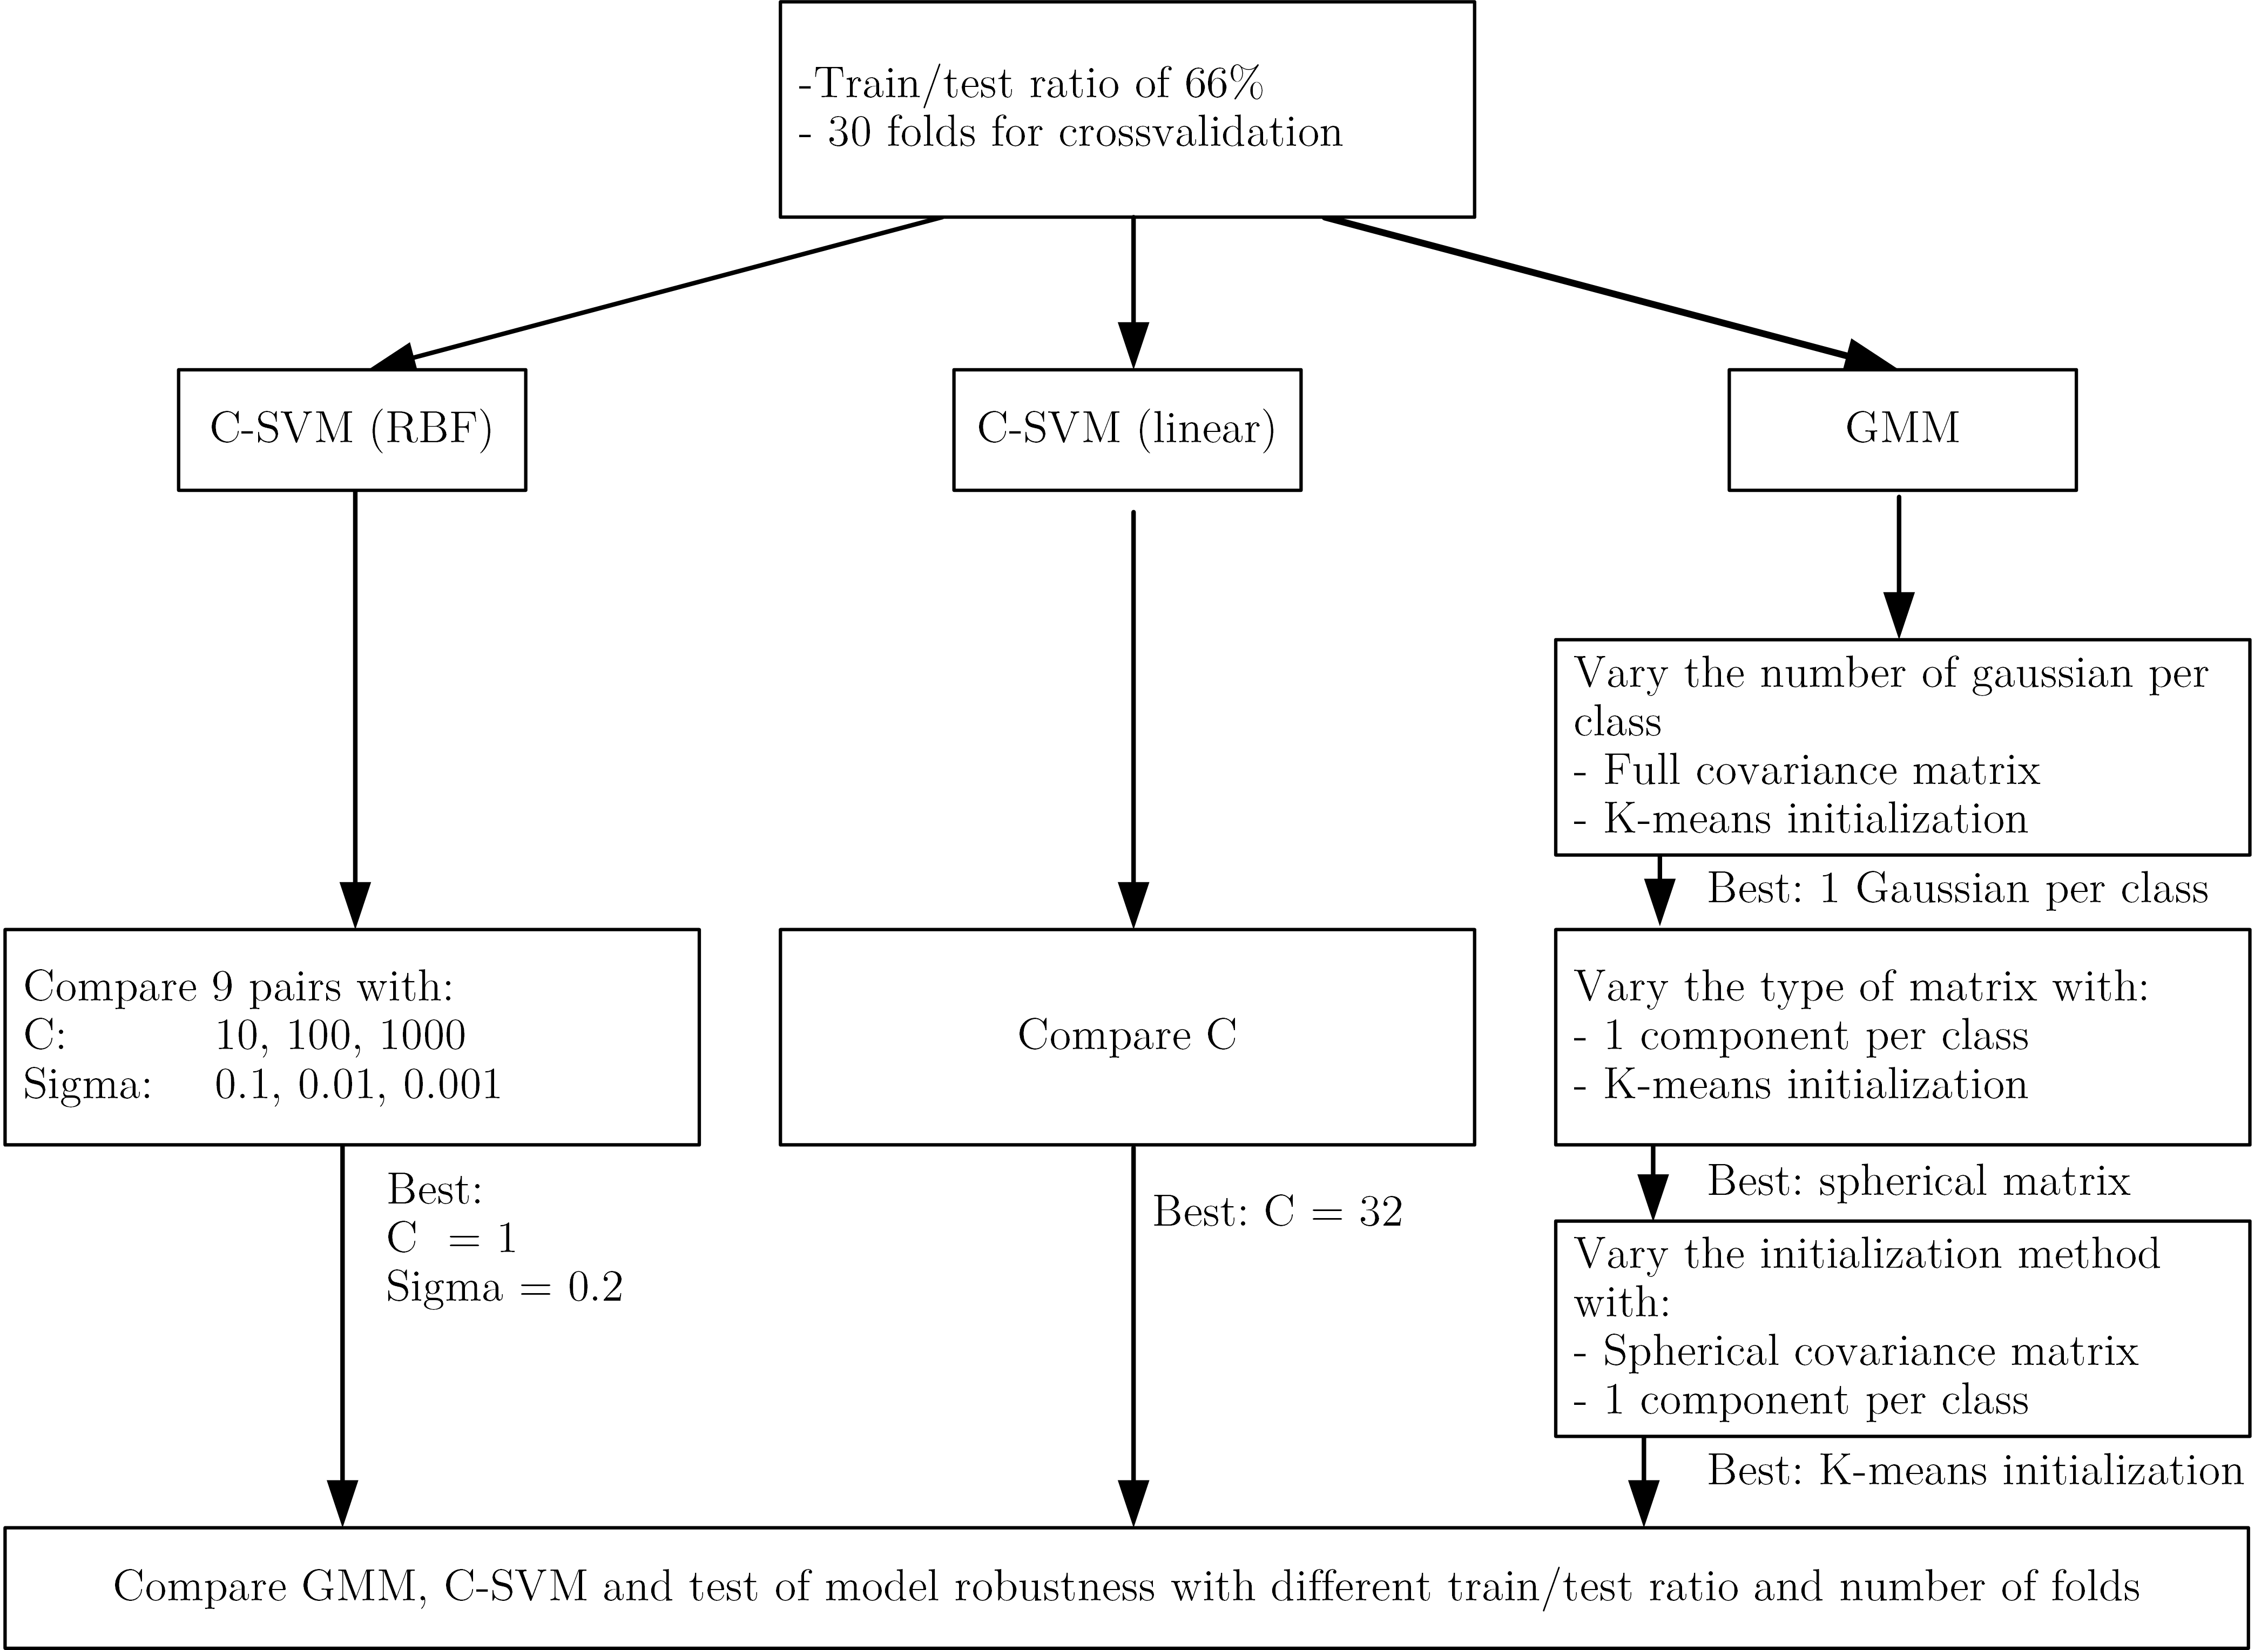 -Train/test ratio of 66%
- 30 folds for crossvalidation
C-SVM (RBF)
C-SVM (linear)
GMM
Vary the number of gaussian per
class
- Full covariance matrix
- K-means initialization
Best: 1 Gaussian per class
Compare 9 pairs with:
C: 10, 100, 1000
Sigma: 0.1, 0.01, 0.001
Compare C
Vary the type of matrix with:
- 1 component per class
- K-means initialization
Best:
C = 1
Sigma = 0.2
Best: C = 32
Best: spherical matrix
Vary the initialization method
with:
- Spherical covariance matrix
- 1 component per class
Best: K-means initialization
Compare GMM, C-SVM and test of model robustness with different train/test ratio and number of folds